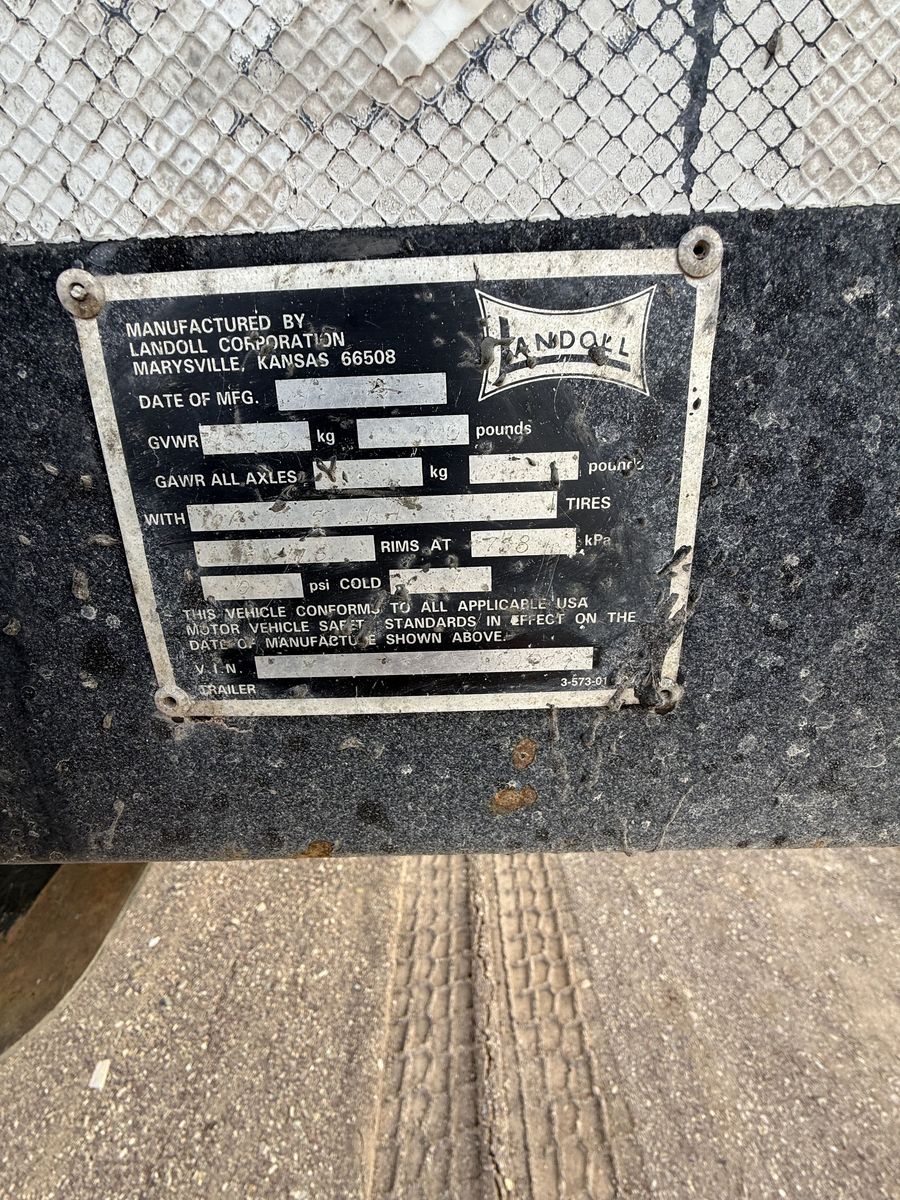 MANUFACTURED BY
LANDOLL CORPORATION
MARYSVILLE, KANSAS 66508
LANDOLL
DATE OF MFG.
GVWR kg pounds
GAWR ALL AXLES kg pounds
WITH TIRES
RIMS AT 788 kPa
psi COLD
THIS VEHICLE CONFORMS TO ALL APPLICABLE USA
MOTOR VEHICLE SAFETY STANDARDS IN EFFECT ON THE
DATE OF MANUFACTURE SHOWN ABOVE.
V.I.N.
TRAILER 3-573-01